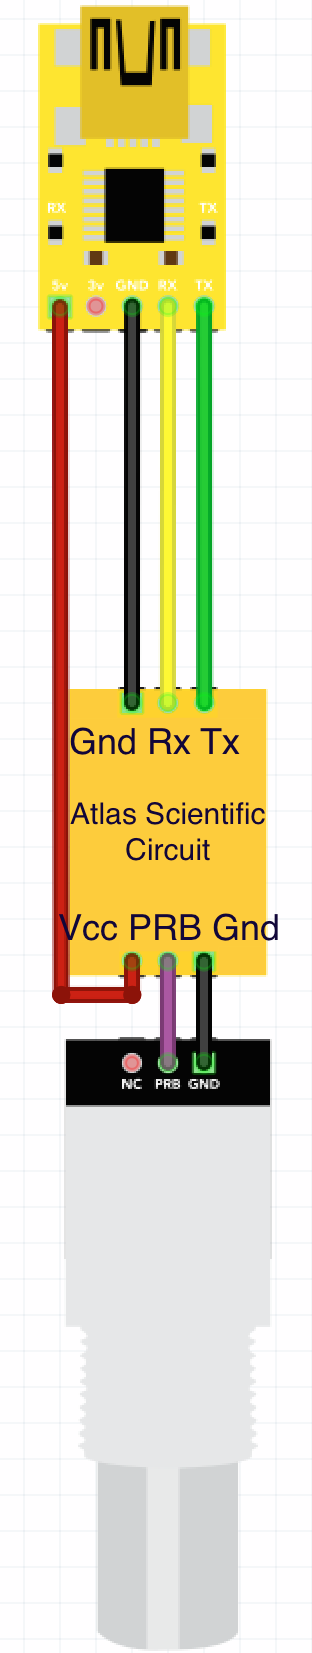 RX TX
5v 3v GND RX TX
Gnd Rx Tx
Atlas Scientific
Circuit
Vcc PRB Gnd
NC PRB GND